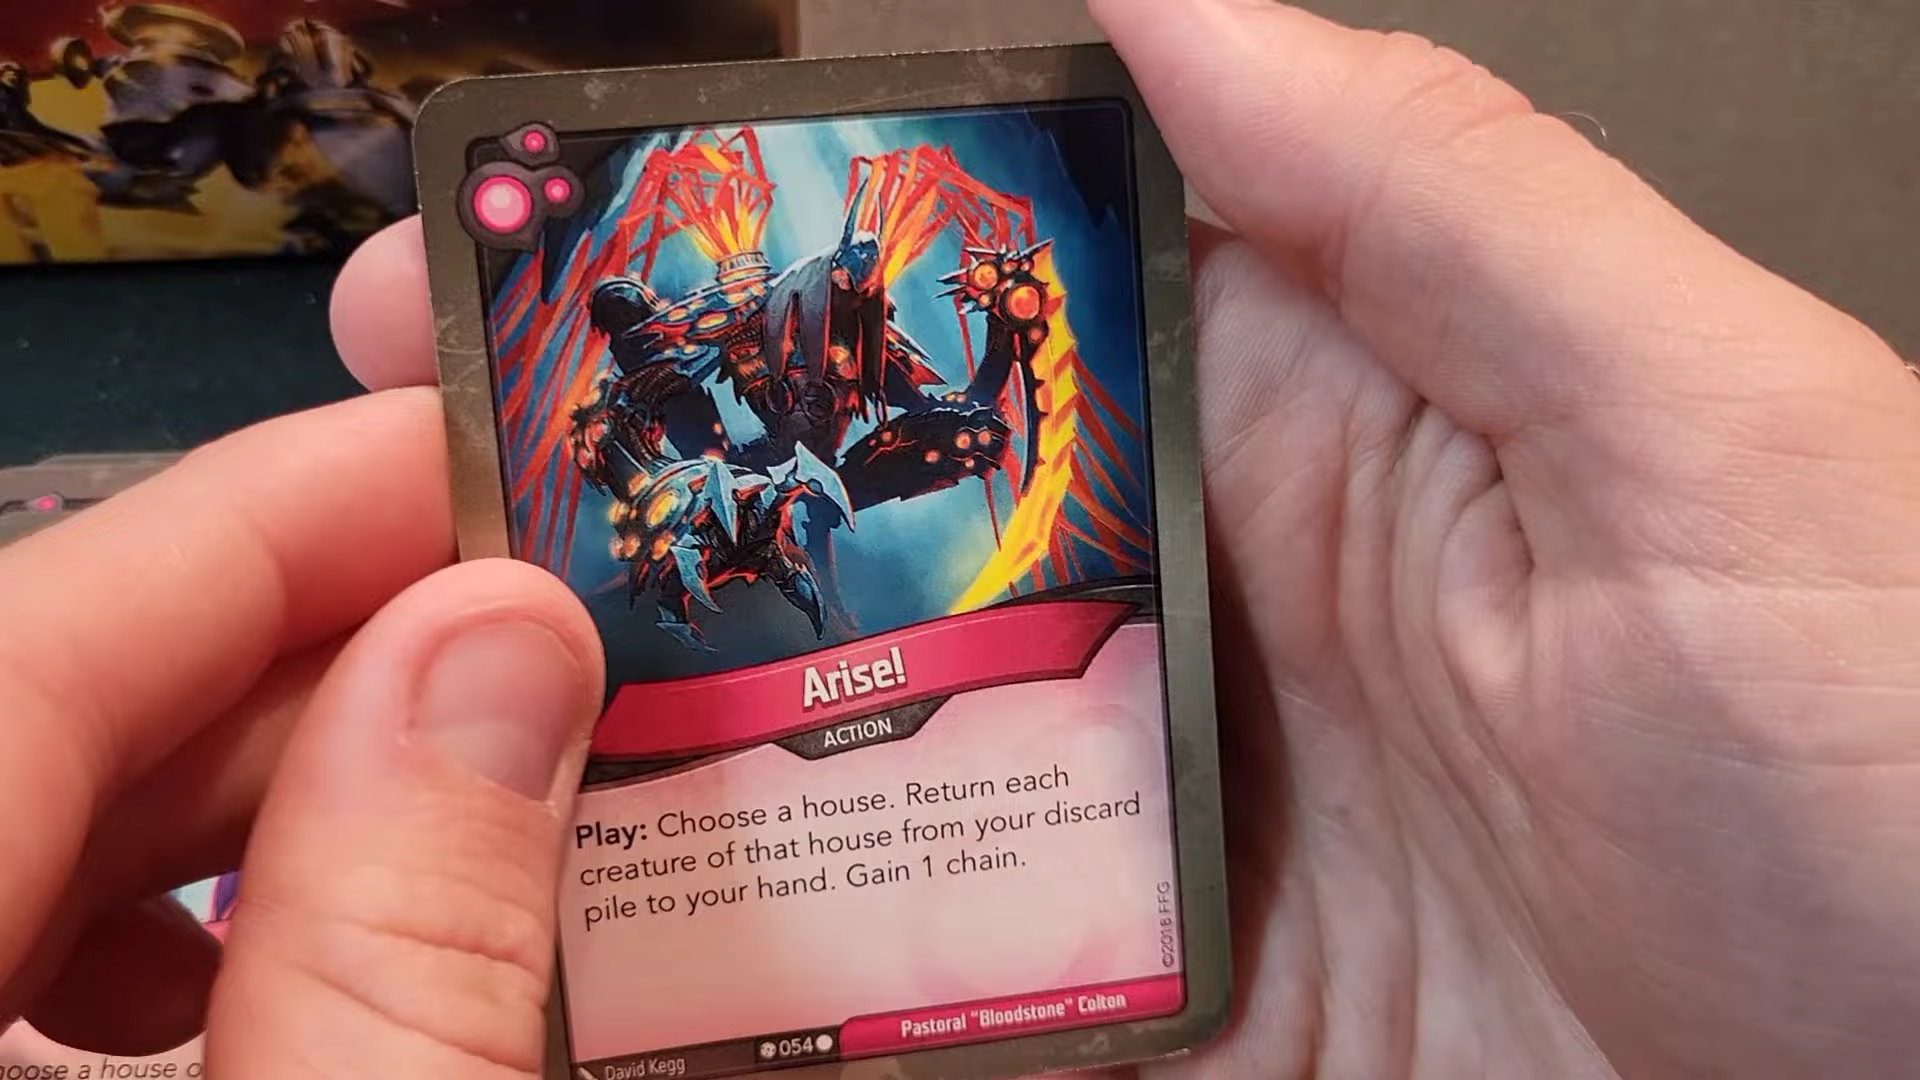 Arise!
ACTION
Play: Choose a house. Return each
creature of that house from your discard
pile to your hand. Gain 1 chain.
©2018 FFG
Pastoral "Bloodstone" Colton
054
David Kegg
a house